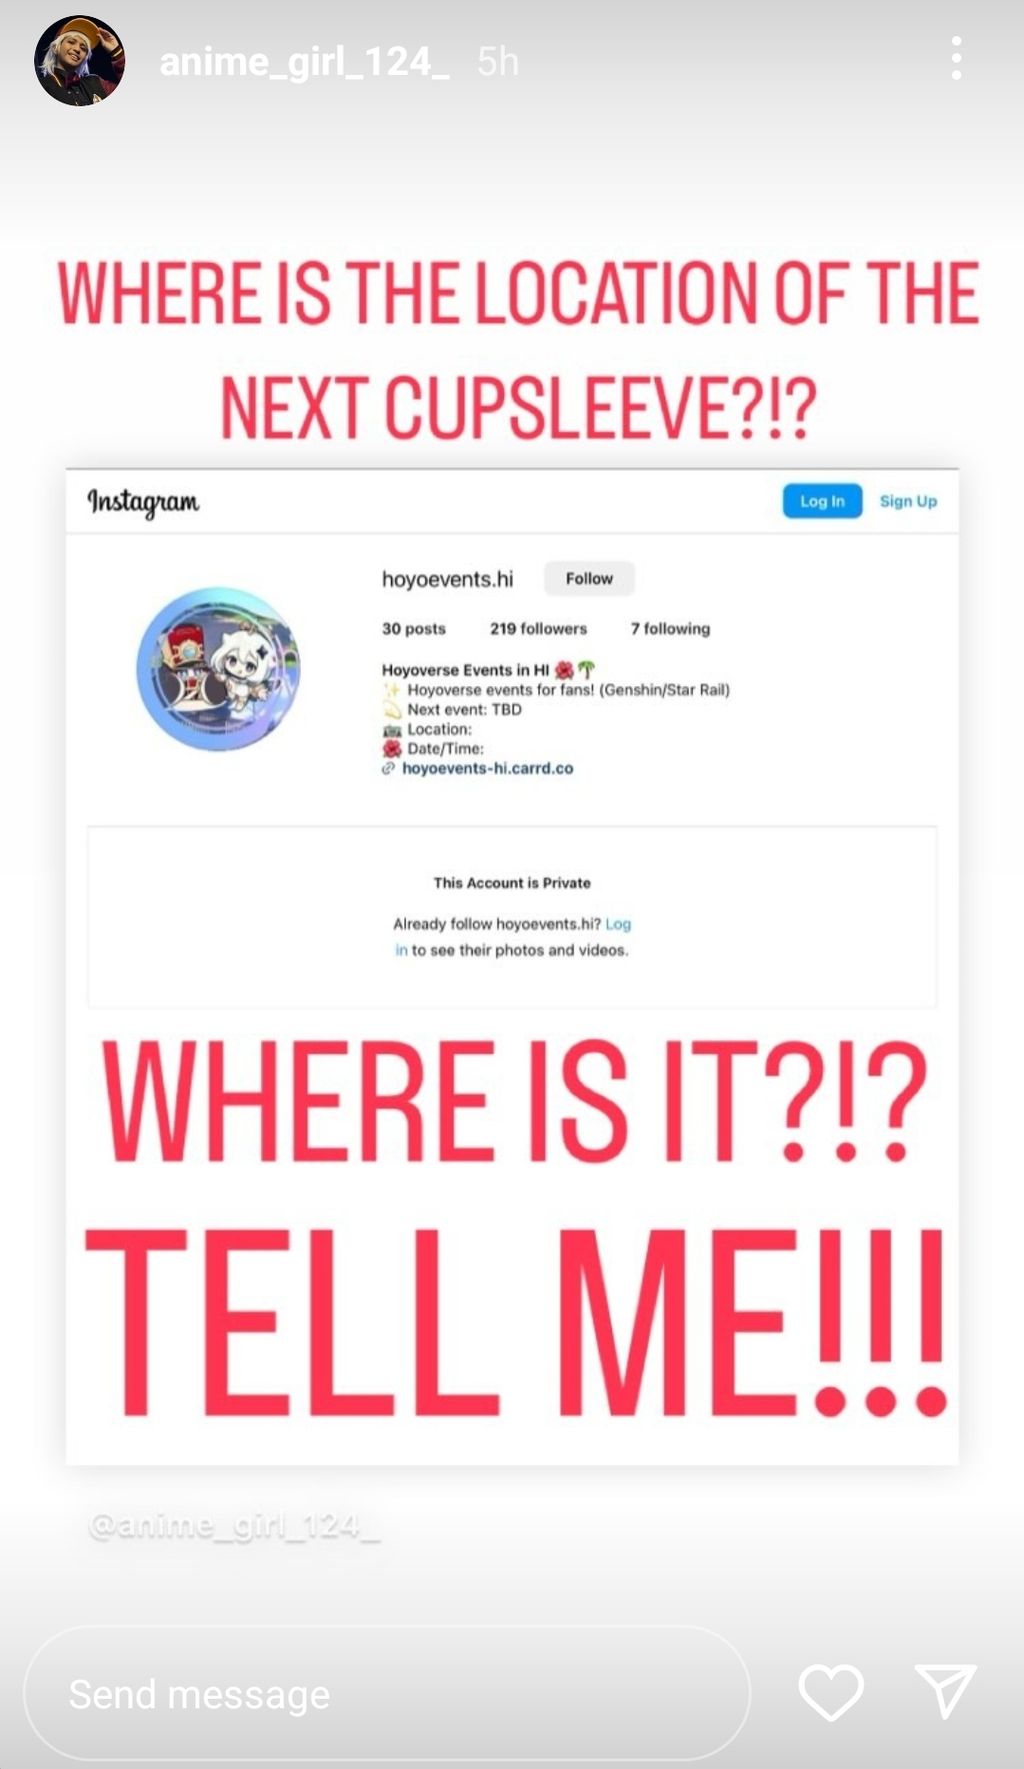 anime_girl_124_ 5h
WHERE IS THE LOCATION OF THE
NEXT CUPSLEEVE?!?
Instagram
Log In Sign Up
hoyoevents.hi Follow
30 posts 219 followers 7 following
Hoyoverse Events in HI 🌺🌴
✨ Hoyoverse events for fans! (Genshin/Star Rail)
💫 Next event: TBD
🚃 Location:
🌺 Date/Time:
hoyoevents-hi.carrd.co
This Account is Private
Already follow hoyoevents.hi? Log
in to see their photos and videos.
WHERE IS IT?!?
TELL ME!!!
@anime_girl_124_
Send message